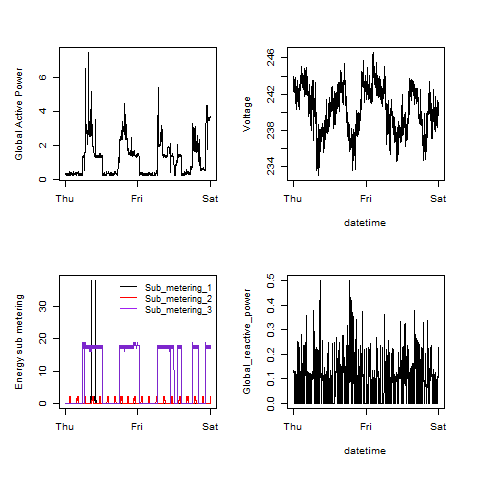 Global Active Power
0 2 4 6
Thu Fri Sat
Voltage
234 238 242 246
Thu Fri Sat
datetime
Energy sub metering
0 10 20 30
Sub_metering_1
Sub_metering_2
Sub_metering_3
Thu Fri Sat
Global_reactive_power
0.0 0.1 0.2 0.3 0.4 0.5
Thu Fri Sat
datetime